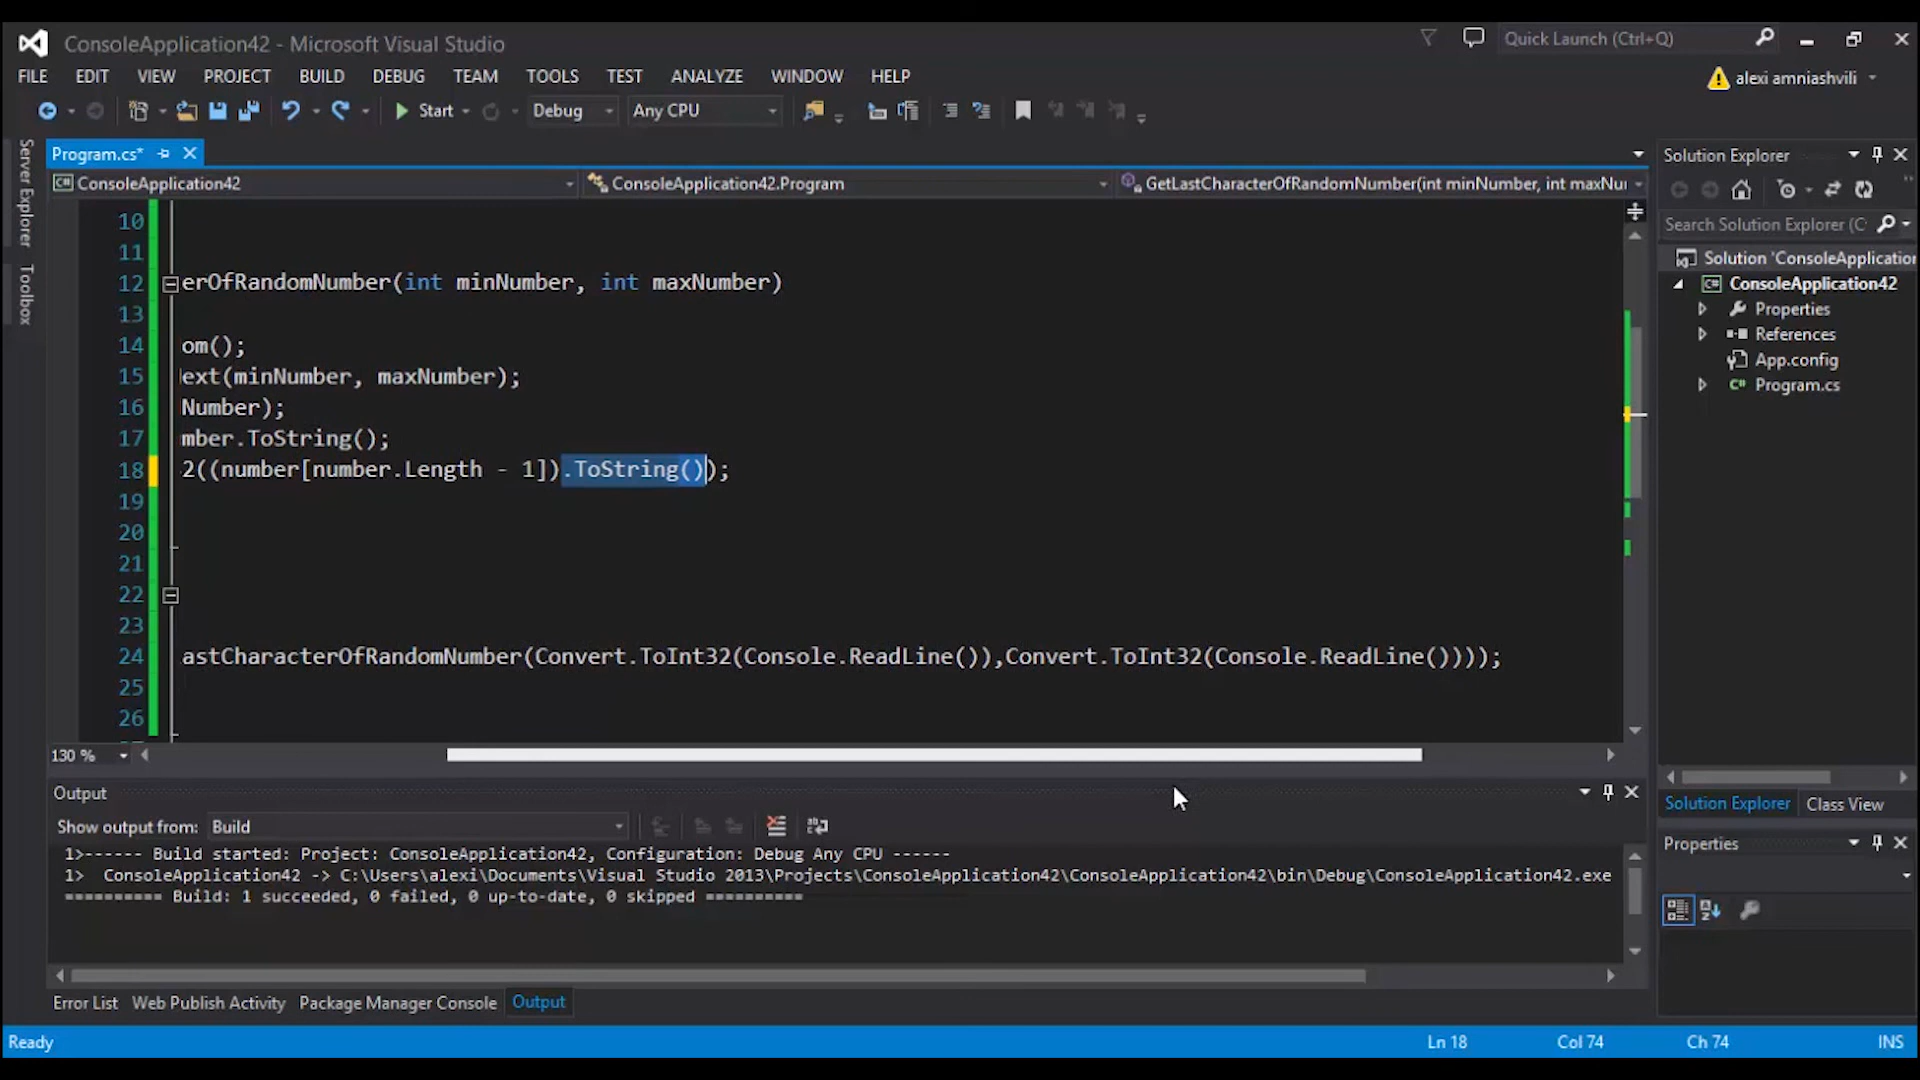 ConsoleApplication42 - Microsoft Visual Studio
Quick Launch (Ctrl+Q)
FILE EDIT VIEW PROJECT BUILD DEBUG TEAM TOOLS TEST ANALYZE WINDOW HELP
alexi amniashvili
Start Debug Any CPU
Server Explorer
Toolbox
Program.cs*
ConsoleApplication42
ConsoleApplication42.Program
GetLastCharacterOfRandomNumber(int minNumber, int maxNu
10
11
12 erOfRandomNumber(int minNumber, int maxNumber)
13
14 om();
15 ext(minNumber, maxNumber);
16 Number);
17 mber.ToString();
18 2((number[number.Length - 1]).ToString());
19
20
21
22
23
24 astCharacterOfRandomNumber(Convert.ToInt32(Console.ReadLine()),Convert.ToInt32(Console.ReadLine())));
25
26
130 %
Output
Show output from: Build
1>------ Build started: Project: ConsoleApplication42, Configuration: Debug Any CPU ------
1> ConsoleApplication42 -> C:\Users\alexi\Documents\Visual Studio 2013\Projects\ConsoleApplication42\ConsoleApplication42\bin\Debug\ConsoleApplication42.exe
========== Build: 1 succeeded, 0 failed, 0 up-to-date, 0 skipped ==========
Error List Web Publish Activity Package Manager Console Output
Solution Explorer
Search Solution Explorer (C
Solution 'ConsoleApplication
ConsoleApplication42
Properties
References
App.config
Program.cs
Solution Explorer Class View
Properties
Ready
Ln 18 Col 74 Ch 74 INS